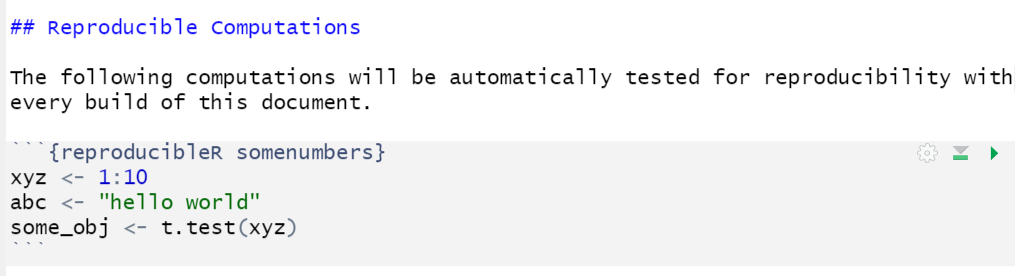 ## Reproducible Computations
The following computations will be automatically tested for reproducibility with
every build of this document.
```{reproducibleR somenumbers}
xyz <- 1:10
abc <- "hello world"
some_obj <- t.test(xyz)
```